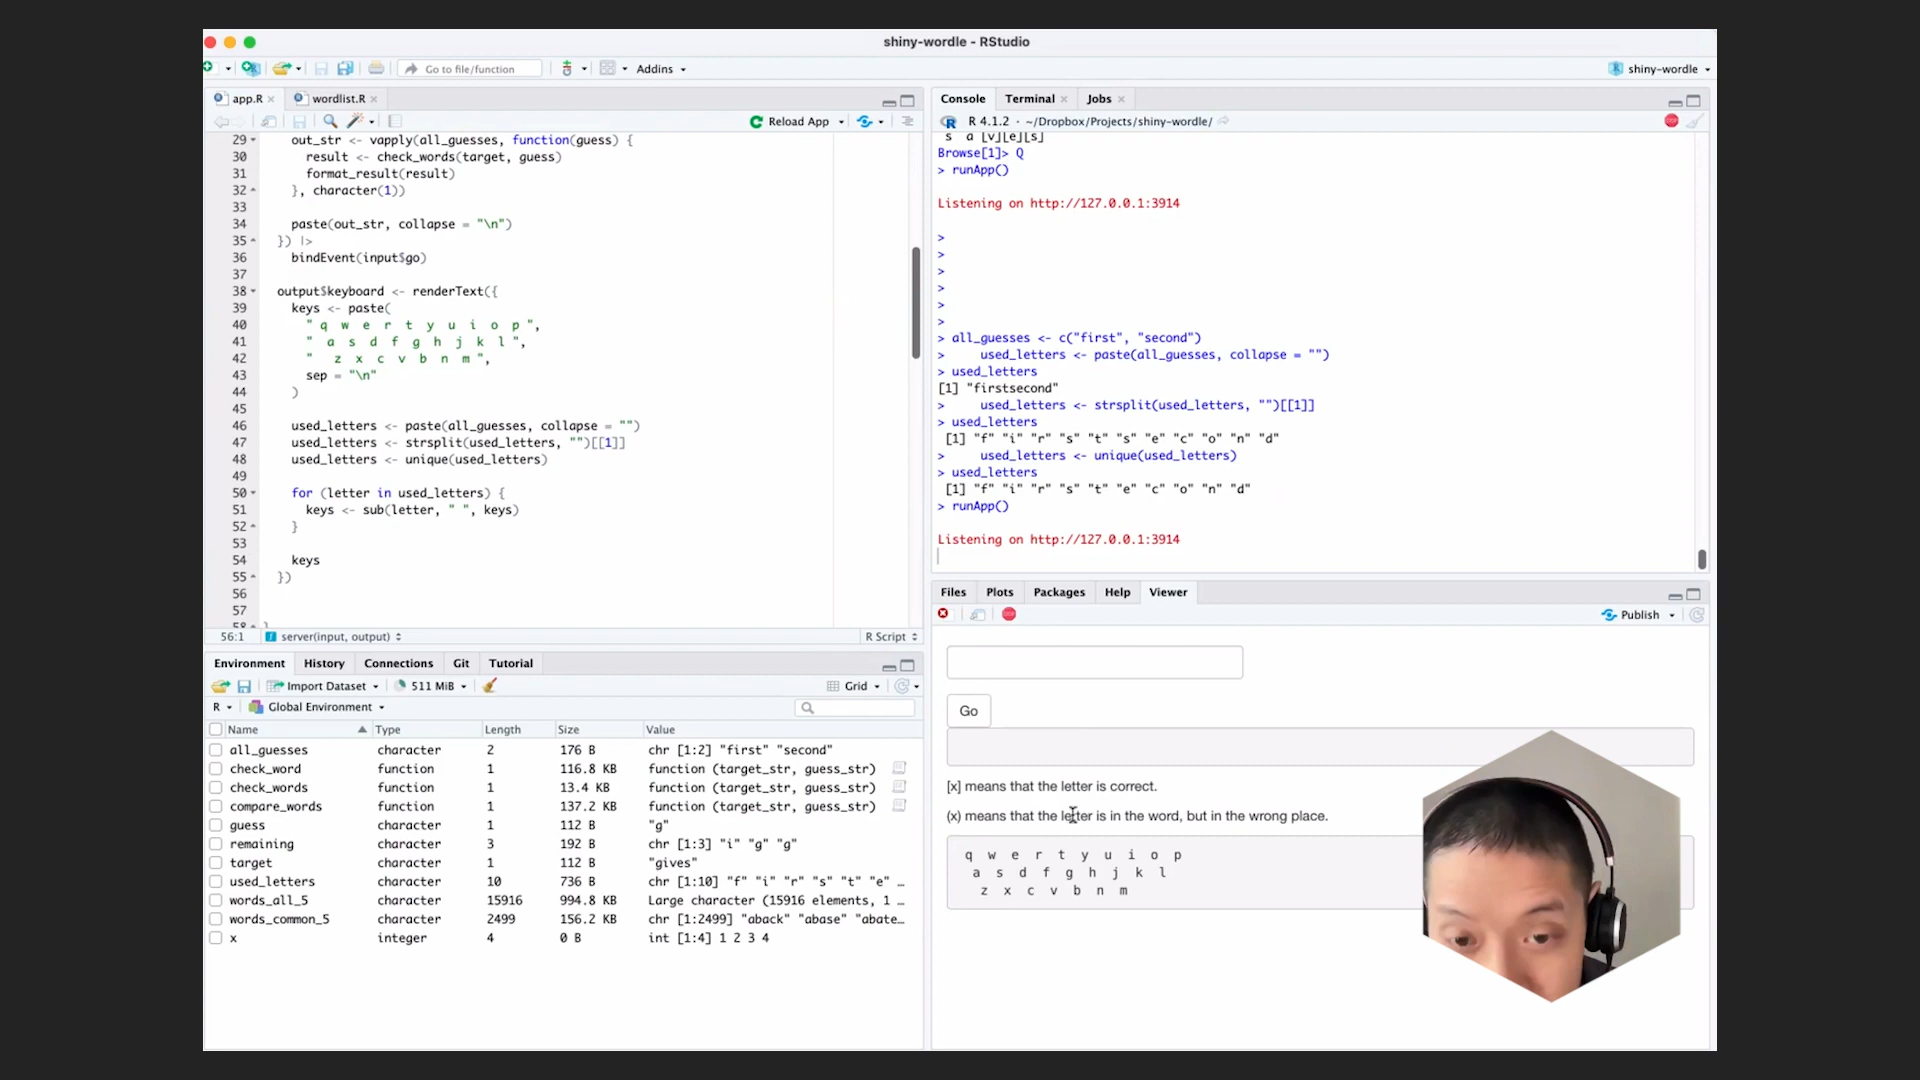 shiny-wordle - RStudio
Go to file/function
Addins
shiny-wordle
app.R
wordlist.R
Reload App
29 out_str <- vapply(all_guesses, function(guess) {
30 result <- check_words(target, guess)
31 format_result(result)
32 }, character(1))
33
34 paste(out_str, collapse = "\n")
35 }) |>
36 bindEvent(input$go)
37
38 output$keyboard <- renderText({
39 keys <- paste(
40 " q w e r t y u i o p ",
41 " a s d f g h j k l ",
42 " z x c v b n m ",
43 sep = "\n"
44 )
45
46 used_letters <- paste(all_guesses, collapse = "")
47 used_letters <- strsplit(used_letters, "")[[1]]
48 used_letters <- unique(used_letters)
49
50 for (letter in used_letters) {
51 keys <- sub(letter, " ", keys)
52 }
53
54 keys
55 })
56
57
58 }
56:1 server(input, output) R Script
Environment History Connections Git Tutorial
Import Dataset 511 MiB Grid
R Global Environment
Name Type Length Size Value
all_guesses character 2 176 B chr [1:2] "first" "second"
check_word function 1 116.8 KB function (target_str, guess_str)
check_words function 1 13.4 KB function (target_str, guess_str)
compare_words function 1 137.2 KB function (target_str, guess_str)
guess character 1 112 B "g"
remaining character 3 192 B chr [1:3] "i" "g" "g"
target character 1 112 B "gives"
used_letters character 10 736 B chr [1:10] "f" "i" "r" "s" "t" "e" …
words_all_5 character 15916 994.8 KB Large character (15916 elements, 1 …
words_common_5 character 2499 156.2 KB chr [1:2499] "aback" "abase" "abate…
x integer 4 0 B int [1:4] 1 2 3 4
Console Terminal Jobs
R 4.1.2 · ~/Dropbox/Projects/shiny-wordle/
s a [v][e][s]
Browse[1]> Q
> runApp()
Listening on http://127.0.0.1:3914
>
>
>
>
>
>
> all_guesses <- c("first", "second")
> used_letters <- paste(all_guesses, collapse = "")
> used_letters
[1] "firstsecond"
> used_letters <- strsplit(used_letters, "")[[1]]
> used_letters
[1] "f" "i" "r" "s" "t" "s" "e" "c" "o" "n" "d"
> used_letters <- unique(used_letters)
> used_letters
[1] "f" "i" "r" "s" "t" "e" "c" "o" "n" "d"
> runApp()
Listening on http://127.0.0.1:3914
Files Plots Packages Help Viewer
Publish
Go
[x] means that the letter is correct.
(x) means that the letter is in the word, but in the wrong place.
q w e r t y u i o p
a s d f g h j k l
z x c v b n m